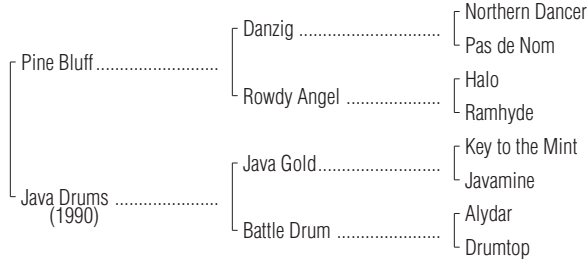 Northern Dancer
Danzig ..............................
Pas de Nom
Pine Bluff..........................
Halo
Rowdy Angel ....................
Ramhyde
Key to the Mint
Java Gold..........................
Javamine
Java Drums ......................
(1990)
Alydar
Battle Drum ......................
Drumtop